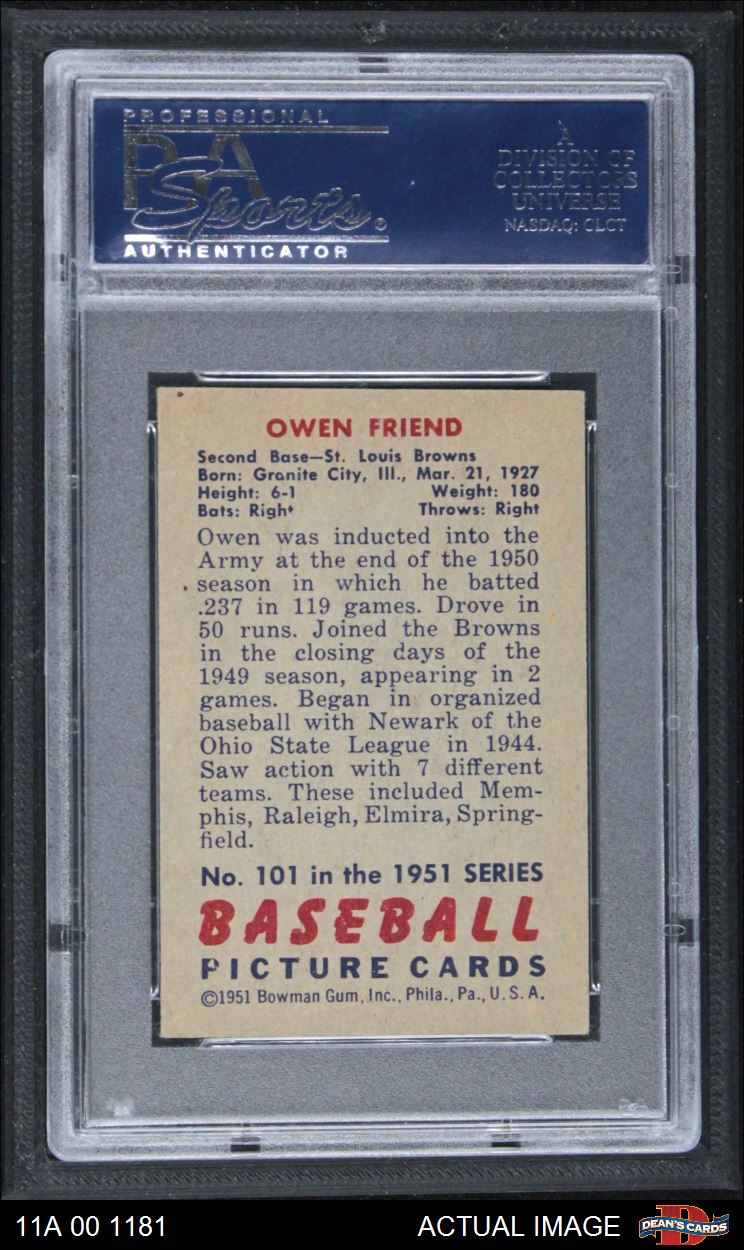 PROFESSIONAL
PSA
Sports®
AUTHENTICATOR
A
DIVISION OF
COLLECTORS
UNIVERSE
NASDAQ: CLCT
OWEN FRIEND
Second Base—St. Louis Browns
Born: Granite City, Ill., Mar. 21, 1927
Height: 6-1 Weight: 180
Bats: Right Throws: Right
Owen was inducted into the
Army at the end of the 1950
season in which he batted
.237 in 119 games. Drove in
50 runs. Joined the Browns
in the closing days of the
1949 season, appearing in 2
games. Began in organized
baseball with Newark of the
Ohio State League in 1944.
Saw action with 7 different
teams. These included Mem-
phis, Raleigh, Elmira, Spring-
field.
No. 101 in the 1951 SERIES
BASEBALL
PICTURE CARDS
©1951 Bowman Gum, Inc., Phila., Pa., U. S. A.
11A 00 1181 ACTUAL IMAGE
D
DEAN'S CARDS